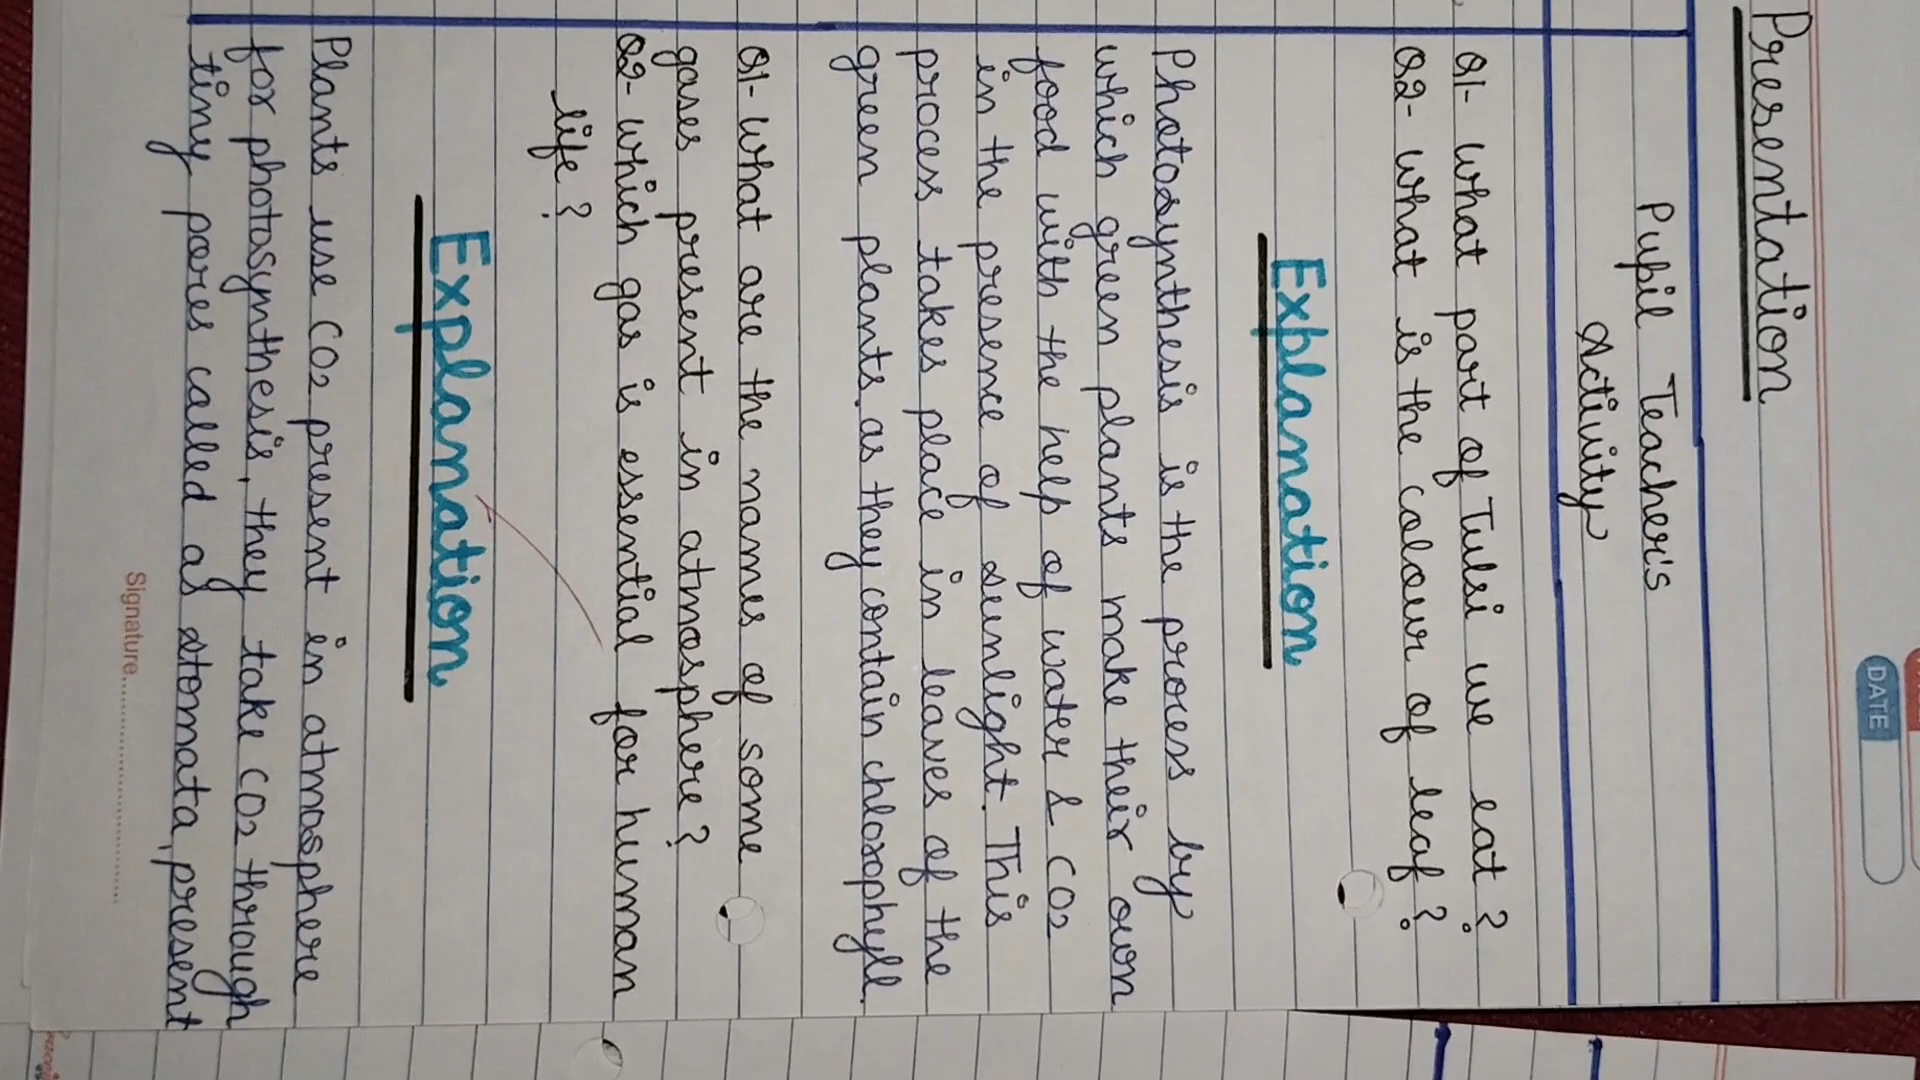 DATE
Presentation
Pupil Teacher's
Activity
Q1- What part of Tulsi we eat?
Q2- What is the colour of leaf?
Explanation
Photosynthesis is the process by
which green plants make their own
food with the help of water & CO2
in the presence of sunlight. This
process takes place in leaves of the
green plants. as they contain chlorophyll.
Q1- What are the names of some
gases present in atmosphere?
Q2- Which gas is essential for human
life?
Explanation
Plants use CO2 present in atmosphere
for photosynthesis, they take CO2 through
tiny pores called as stomata, present
Signature